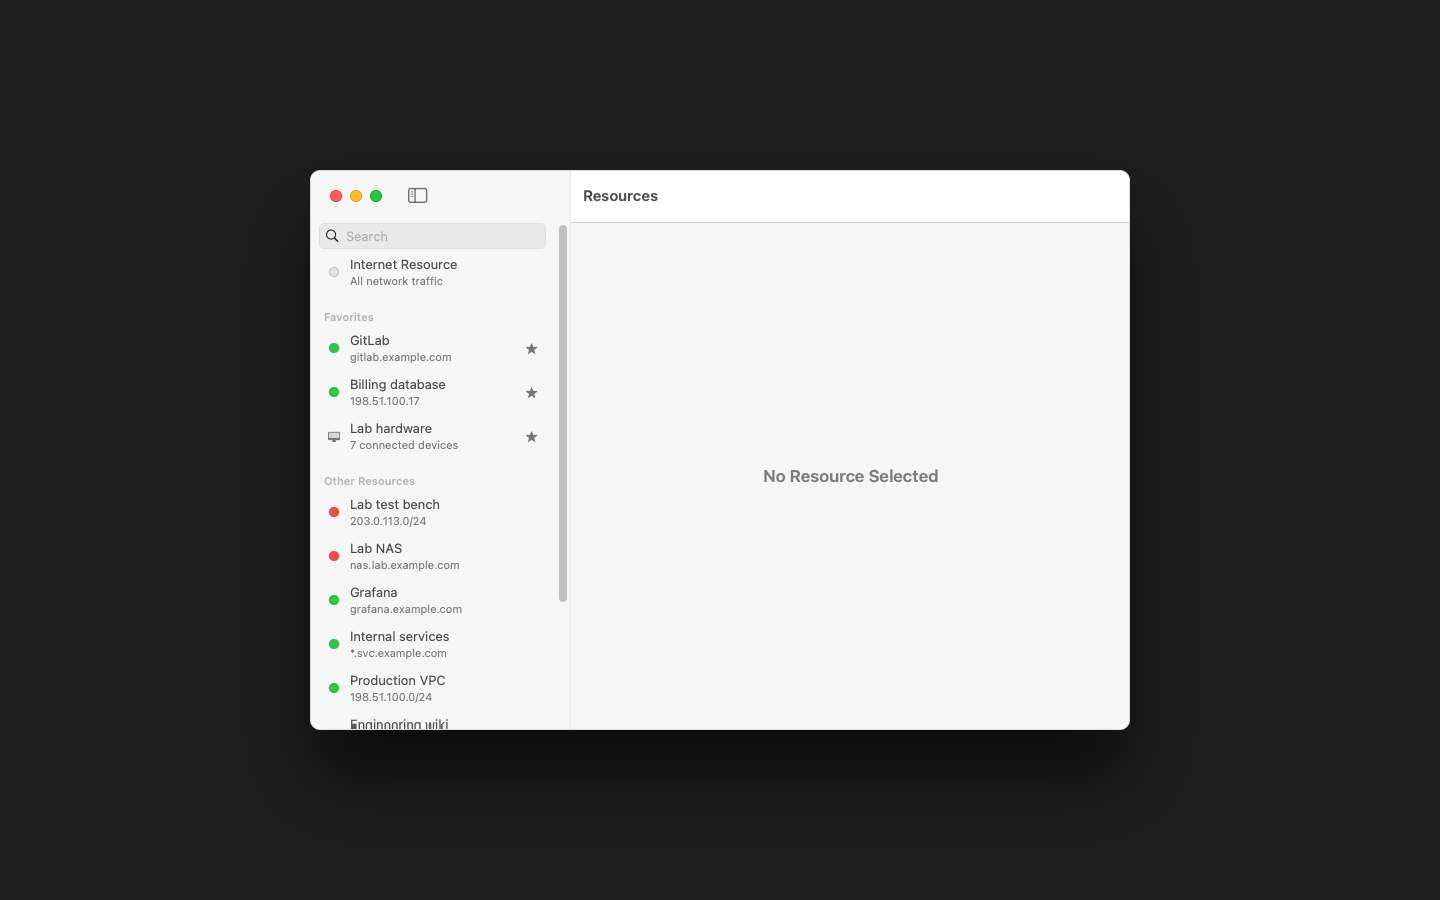 Resources
Search
Internet Resource
All network traffic
Favorites
GitLab
gitlab.example.com
Billing database
198.51.100.17
Lab hardware
7 connected devices
Other Resources
Lab test bench
203.0.113.0/24
Lab NAS
nas.lab.example.com
Grafana
grafana.example.com
Internal services
*.svc.example.com
Production VPC
198.51.100.0/24
Engineering wiki
No Resource Selected